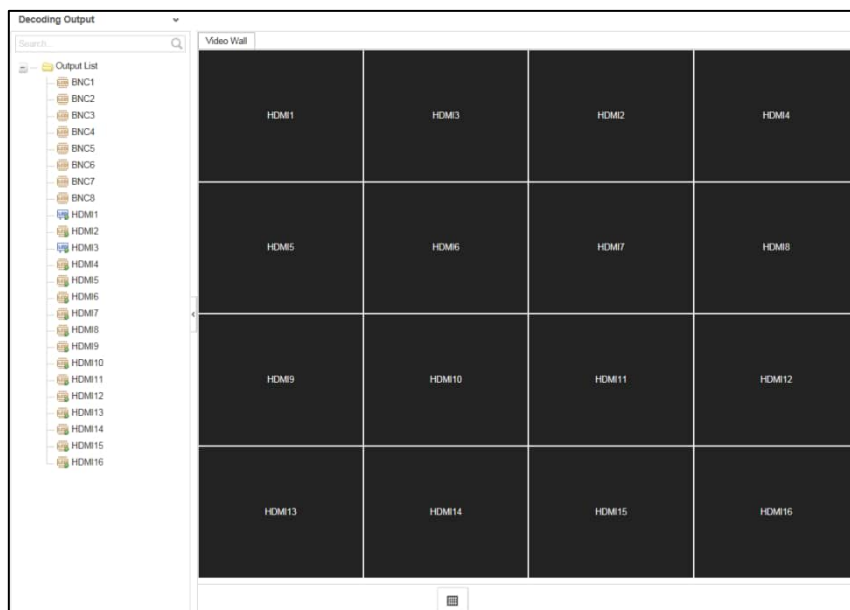 Decoding Output
Search...
Output List
BNC1
BNC2
BNC3
BNC4
BNC5
BNC6
BNC7
BNC8
HDMI1
HDMI2
HDMI3
HDMI4
HDMI5
HDMI6
HDMI7
HDMI8
HDMI9
HDMI10
HDMI11
HDMI12
HDMI13
HDMI14
HDMI15
HDMI16
Video Wall
HDMI1 HDMI3 HDMI2 HDMI4
HDMI5 HDMI6 HDMI7 HDMI8
HDMI9 HDMI10 HDMI11 HDMI12
HDMI13 HDMI14 HDMI15 HDMI16